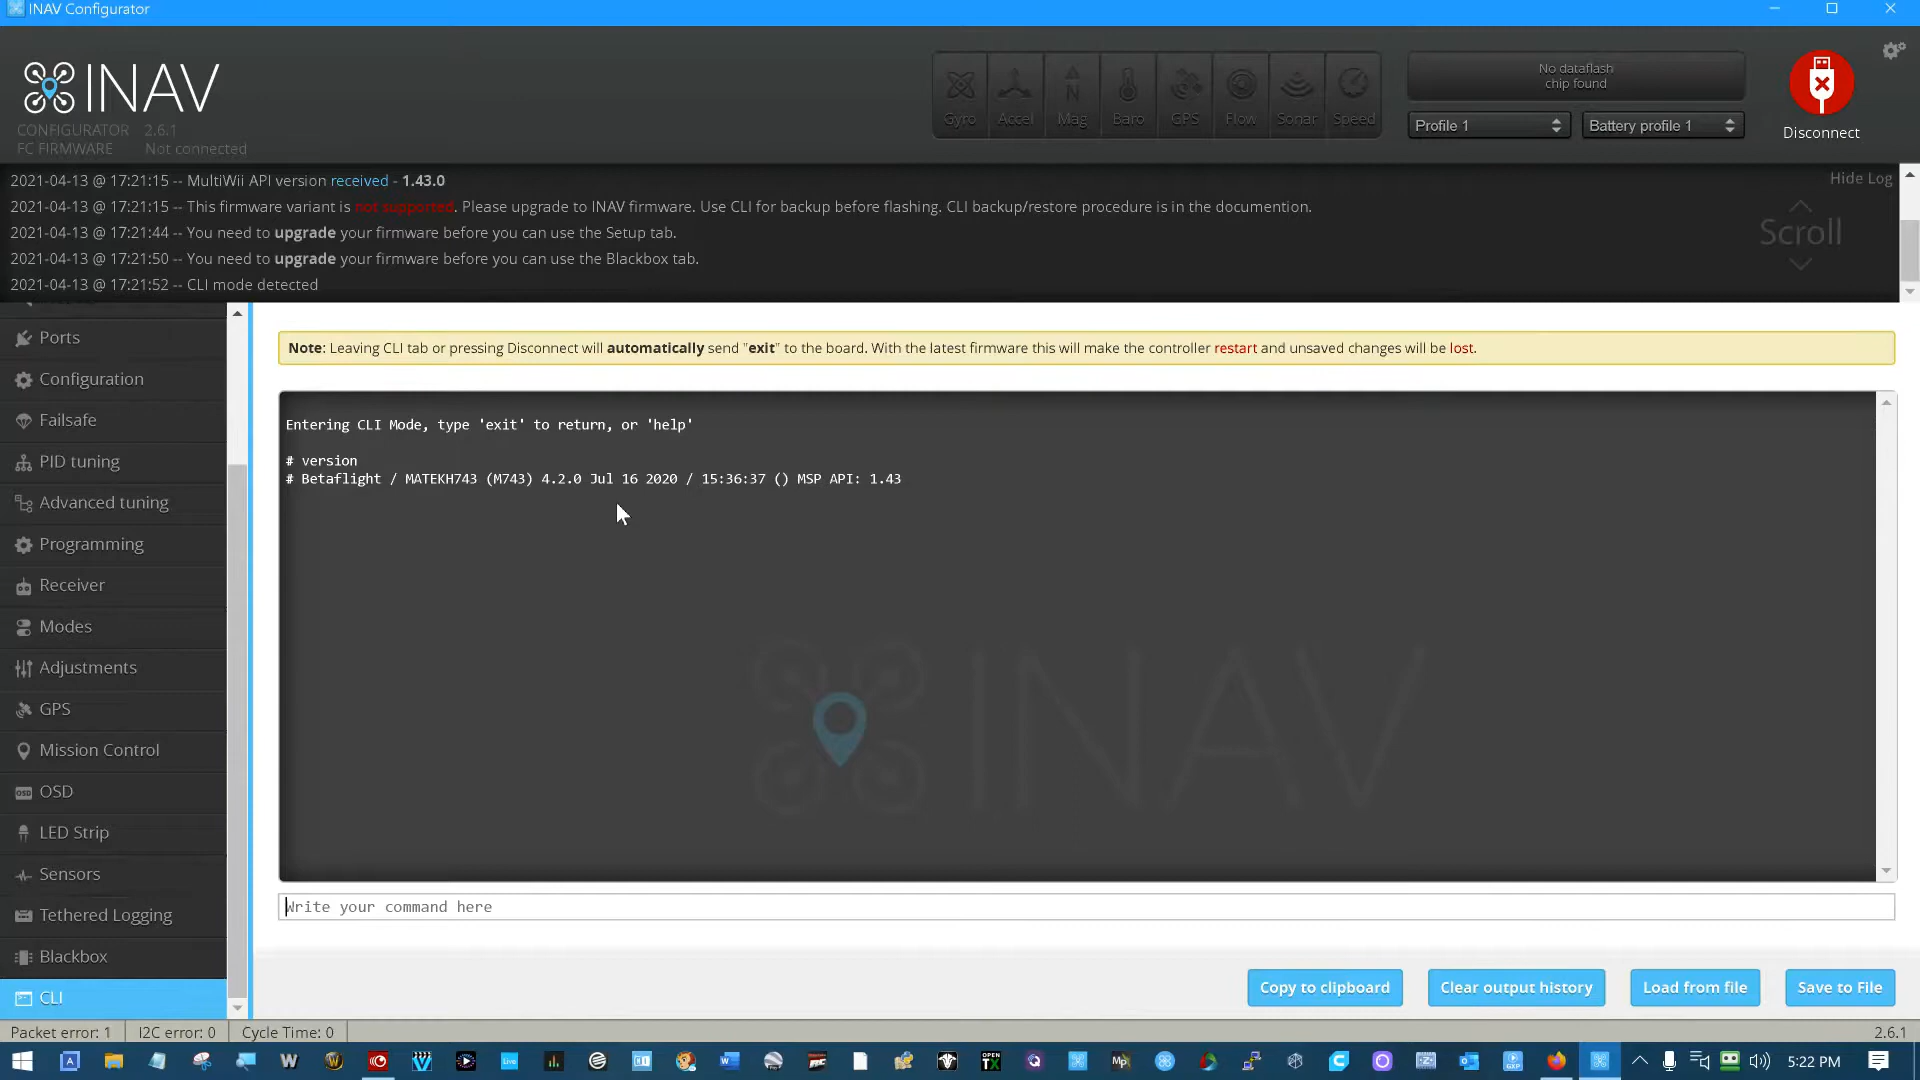 INAV Configurator
INAV
CONFIGURATOR 2.6.1
FC FIRMWARE Not connected
Gyro Accel Mag Baro GPS Flow Sonar Speed
No dataflash
chip found
Profile 1
Battery profile 1
Disconnect
2021-04-13 @ 17:21:15 -- MultiWii API version received - 1.43.0
2021-04-13 @ 17:21:15 -- This firmware variant is not supported. Please upgrade to INAV firmware. Use CLI for backup before flashing. CLI backup/restore procedure is in the documention.
2021-04-13 @ 17:21:44 -- You need to upgrade your firmware before you can use the Setup tab.
2021-04-13 @ 17:21:50 -- You need to upgrade your firmware before you can use the Blackbox tab.
2021-04-13 @ 17:21:52 -- CLI mode detected
Hide Log
Scroll
Ports
Configuration
Failsafe
PID tuning
Advanced tuning
Programming
Receiver
Modes
Adjustments
GPS
Mission Control
OSD
LED Strip
Sensors
Tethered Logging
Blackbox
CLI
Note: Leaving CLI tab or pressing Disconnect will automatically send "exit" to the board. With the latest firmware this will make the controller restart and unsaved changes will be lost.
Entering CLI Mode, type 'exit' to return, or 'help'
# version
# Betaflight / MATEKH743 (M743) 4.2.0 Jul 16 2020 / 15:36:37 () MSP API: 1.43
INAV
Write your command here
Copy to clipboard
Clear output history
Load from file
Save to File
Packet error: 1
I2C error: 0
Cycle Time: 0
2.6.1
5:22 PM